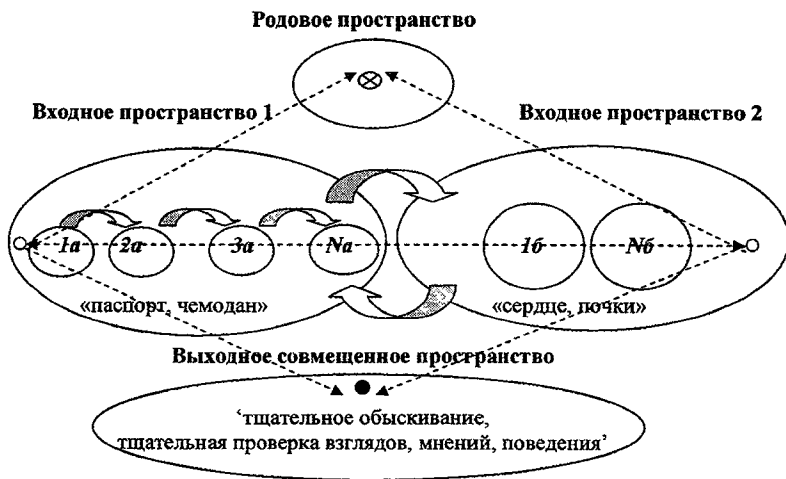 Родовое пространство
Входное пространство 1
Входное пространство 2
1а 2а 3а Nа
1б Nб
«паспорт, чемодан»
«сердце, почки»
Выходное совмещенное пространство
‘тщательное обыскивание,
тщательная проверка взглядов, мнений, поведения’